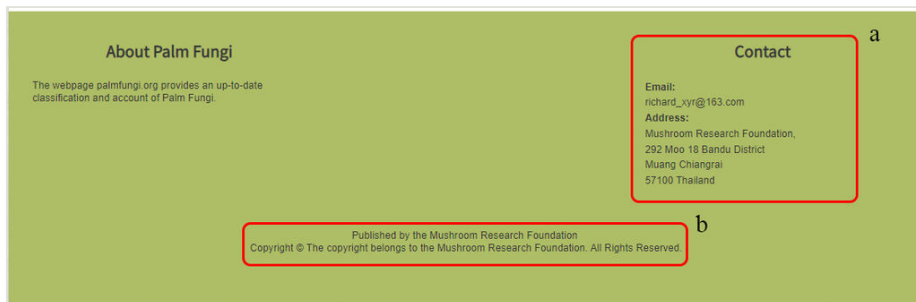 About Palm Fungi
The webpage palmfungi.org provides an up-to-date
classification and account of Palm Fungi.
a
Contact
Email:
richard_xyr@163.com
Address:
Mushroom Research Foundation,
292 Moo 18 Bandu District
Muang Chiangrai
57100 Thailand
b
Published by the Mushroom Research Foundation
Copyright © The copyright belongs to the Mushroom Research Foundation. All Rights Reserved.